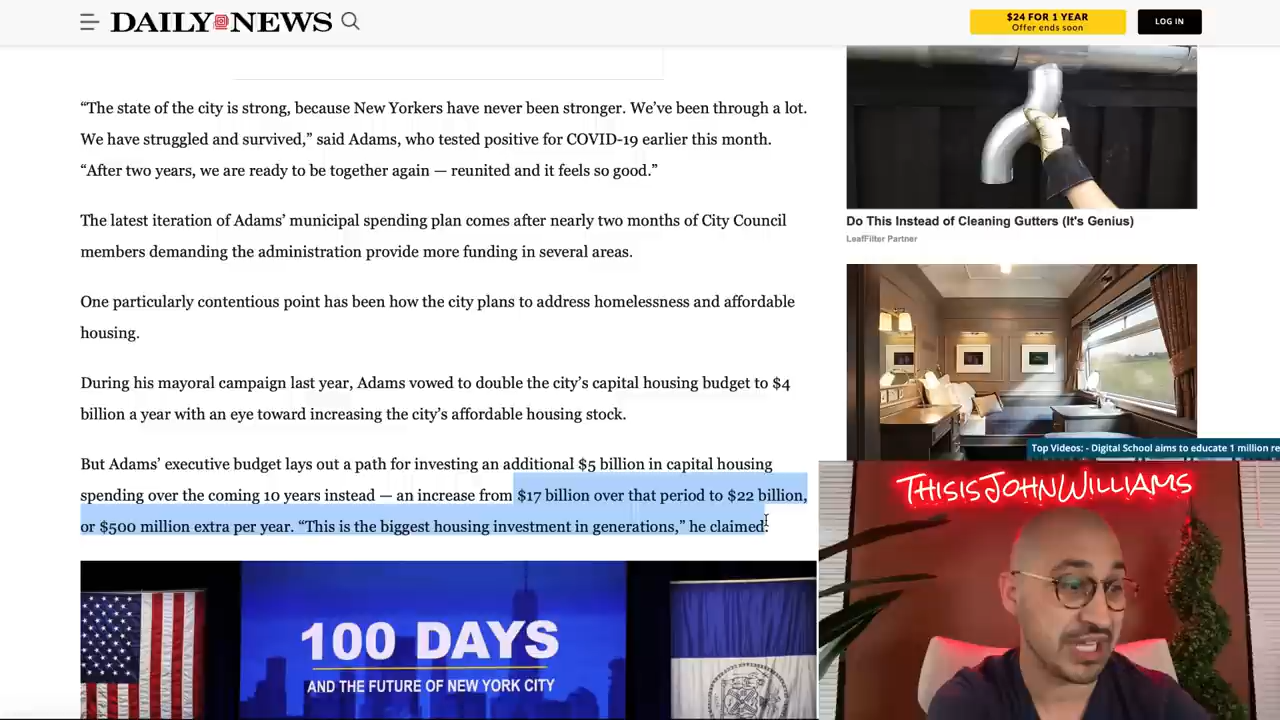 DAILY NEWS
$24 FOR 1 YEAR
Offer ends soon
LOG IN
“The state of the city is strong, because New Yorkers have never been stronger. We’ve been through a lot.
We have struggled and survived,” said Adams, who tested positive for COVID-19 earlier this month.
“After two years, we are ready to be together again — reunited and it feels so good.”
The latest iteration of Adams’ municipal spending plan comes after nearly two months of City Council
members demanding the administration provide more funding in several areas.
One particularly contentious point has been how the city plans to address homelessness and affordable
housing.
During his mayoral campaign last year, Adams vowed to double the city’s capital housing budget to $4
billion a year with an eye toward increasing the city’s affordable housing stock.
But Adams’ executive budget lays out a path for investing an additional $5 billion in capital housing
spending over the coming 10 years instead — an increase from $17 billion over that period to $22 billion,
or $500 million extra per year. “This is the biggest housing investment in generations,” he claimed.
100 DAYS
AND THE FUTURE OF NEW YORK CITY
Do This Instead of Cleaning Gutters (It's Genius)
LeafFilter Partner
Top Videos: - Digital School aims to educate 1 million re
THISISJOHNWILLIAMS